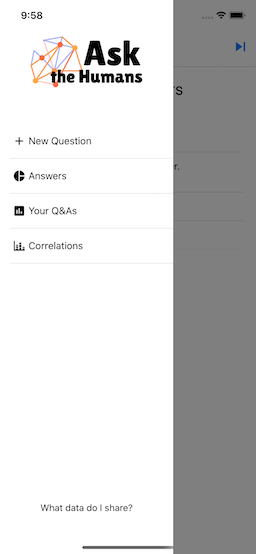 9:58
Ask
the Humans
rs
New Question
r.
Answers
Your Q&As
Correlations
What data do I share?